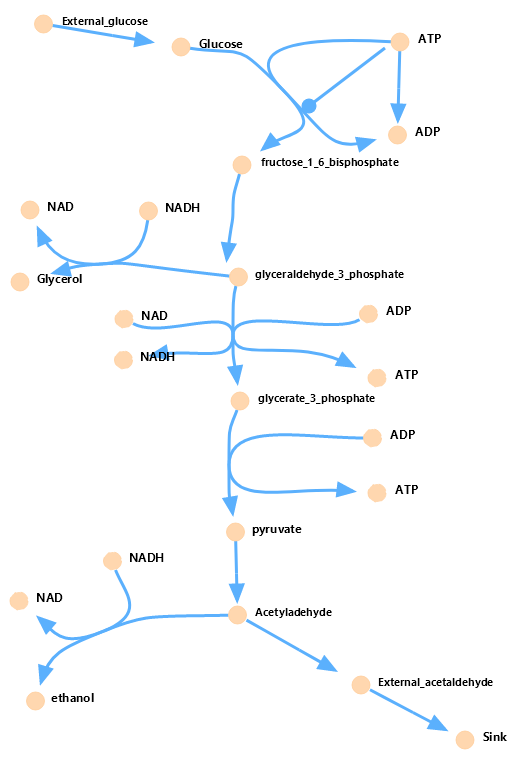 External_glucose
Glucose
ATP
ADP
fructose_1_6_bisphosphate
NAD
NADH
Glycerol
glyceraldehyde_3_phosphate
NAD
ADP
NADH
ATP
glycerate_3_phosphate
ADP
ATP
pyruvate
NADH
NAD
Acetyladehyde
External_acetaldehyde
ethanol
Sink